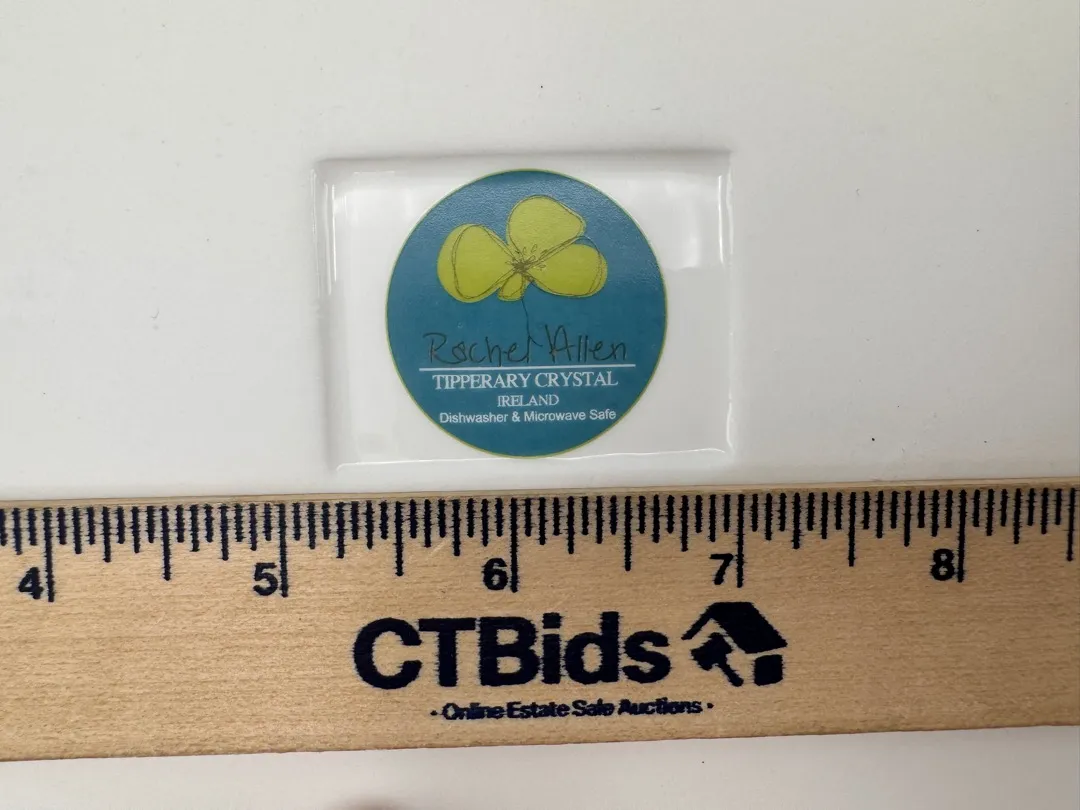 Rachel Allen
TIPPERARY CRYSTAL
IRELAND
Dishwasher & Microwave Safe
4 5 6 7 8
CTBids
· Online Estate Sale Auctions ·